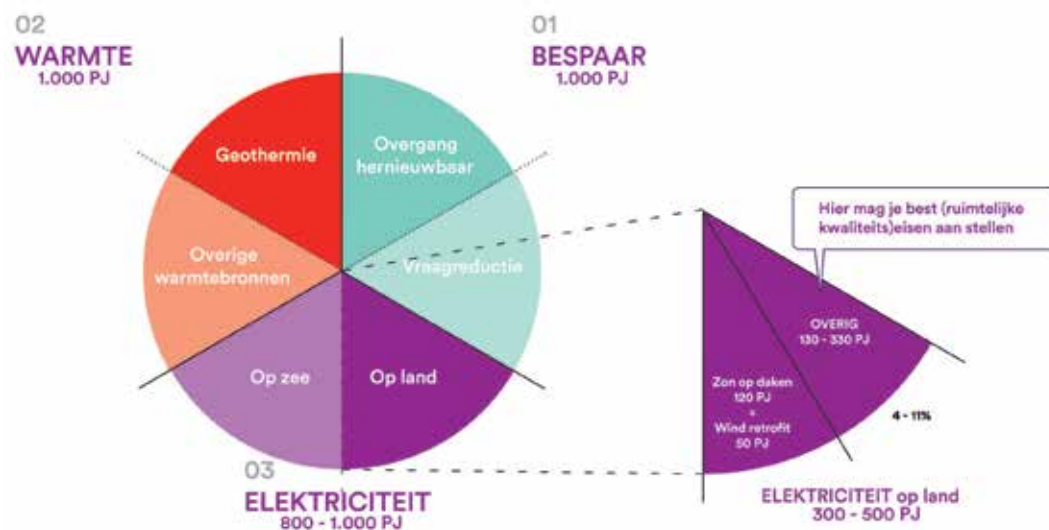 02
WARMTE
1.000 PJ
01
BESPAAR
1.000 PJ
Geothermie
Overgang
hernieuwbaar
Overige
warmtebronnen
Vraagreductie
Op zee
Op land
03
ELEKTRICITEIT
800 - 1.000 PJ
Hier mag je best (ruimtelijke
kwaliteits)eisen aan stellen
OVERIG
130 - 330 PJ
Zon op daken
120 PJ
+
Wind retrofit
50 PJ
4 - 11%
ELEKTRICITEIT op land
300 - 500 PJ